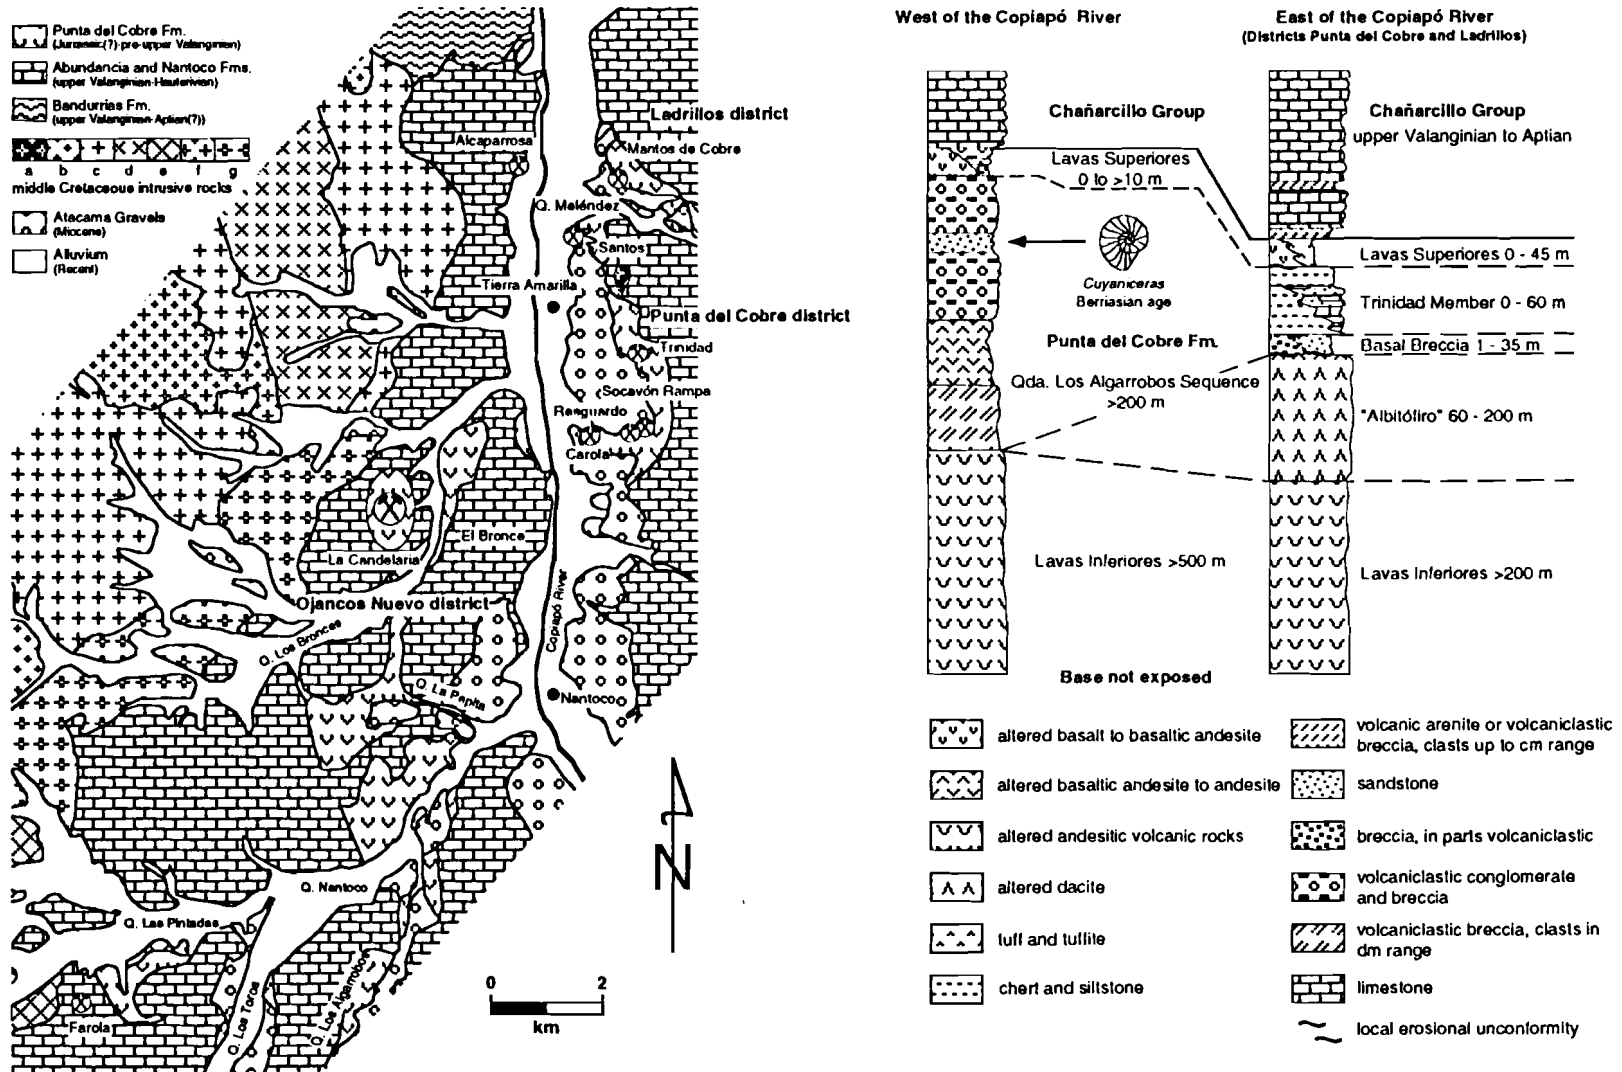 Punta del Cobre Fm.
(Jurassic(?)-pre-upper Valanginian)
Abundancia and Nantoco Fms.
(upper Valanginian-Hauterivian)
Bandurrias Fm.
(upper Valanginian-Aptian(?))
a b c d e f g
middle Cretaceous intrusive rocks
Atacama Gravels
(Miocene)
Alluvium
(Recent)
Ladrillos district
Alcaparrosa
Mantos de Cobre
Q. Meléndez
Santos
Tierra Amarilla
Punta del Cobre district
Trinidad
Socavón Rampa
Resguardo
Carola
El Bronce
La Candelaria
Ojancos Nuevo district
Copiapó River
Q. Los Bronces
Q. La Pepita
Nantoco
N
Q. Nantoco
Q. Las Pintadas
Q. Los Toros
Q. Los Algarrobos
Farola
0 2
km
West of the Copiapó River
East of the Copiapó River
(Districts Punta del Cobre and Ladrillos)
Chañarcillo Group
Chañarcillo Group
upper Valanginian to Aptian
Lavas Superiores
0 to >10 m
Cuyaniceras
Berriasian age
Lavas Superiores 0 - 45 m
Trinidad Member 0 - 60 m
Punta del Cobre Fm.
Basal Breccia 1 - 35 m
Qda. Los Algarrobos Sequence
>200 m
"Albitófiro" 60 - 200 m
Lavas Inferiores >500 m
Lavas Inferiores >200 m
Base not exposed
altered basalt to basaltic andesite
altered basaltic andesite to andesite
altered andesitic volcanic rocks
altered dacite
tuff and tuffite
chert and siltstone
volcanic arenite or volcaniclastic
breccia, clasts up to cm range
sandstone
breccia, in parts volcaniclastic
volcaniclastic conglomerate
and breccia
volcaniclastic breccia, clasts in
dm range
limestone
local erosional unconformity